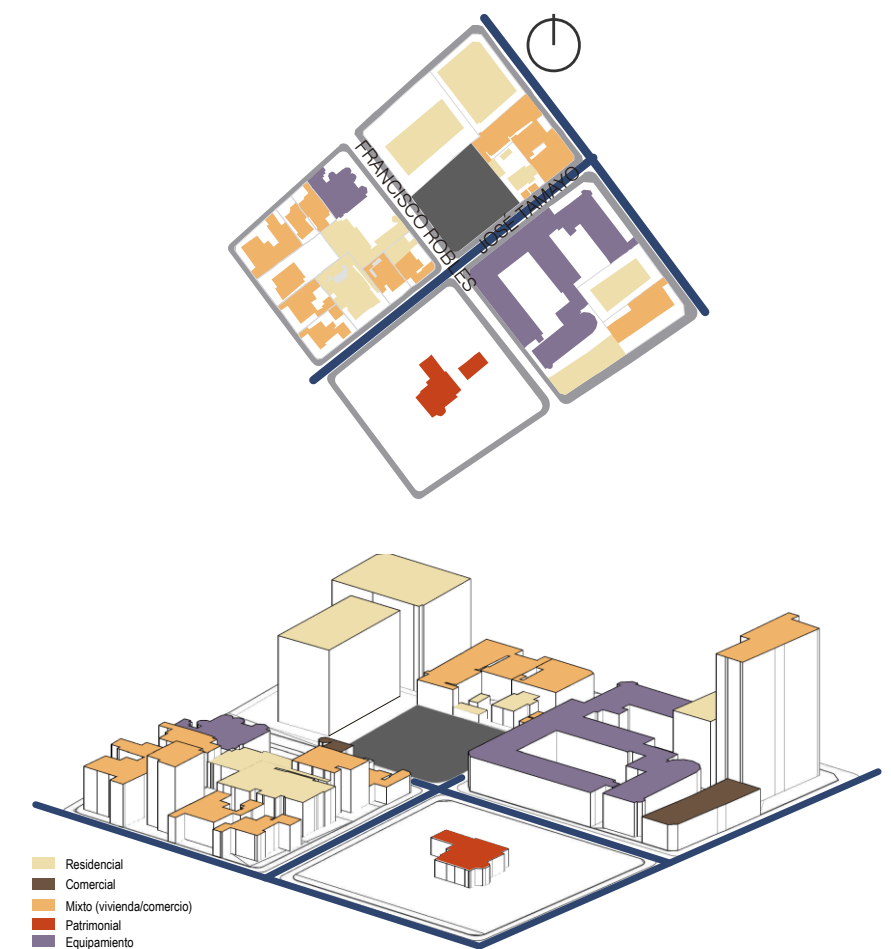 FRANCISCO ROBLES
JOSÉ TAMAYO
Residencial
Comercial
Mixto (vivienda/comercio)
Patrimonial
Equipamiento